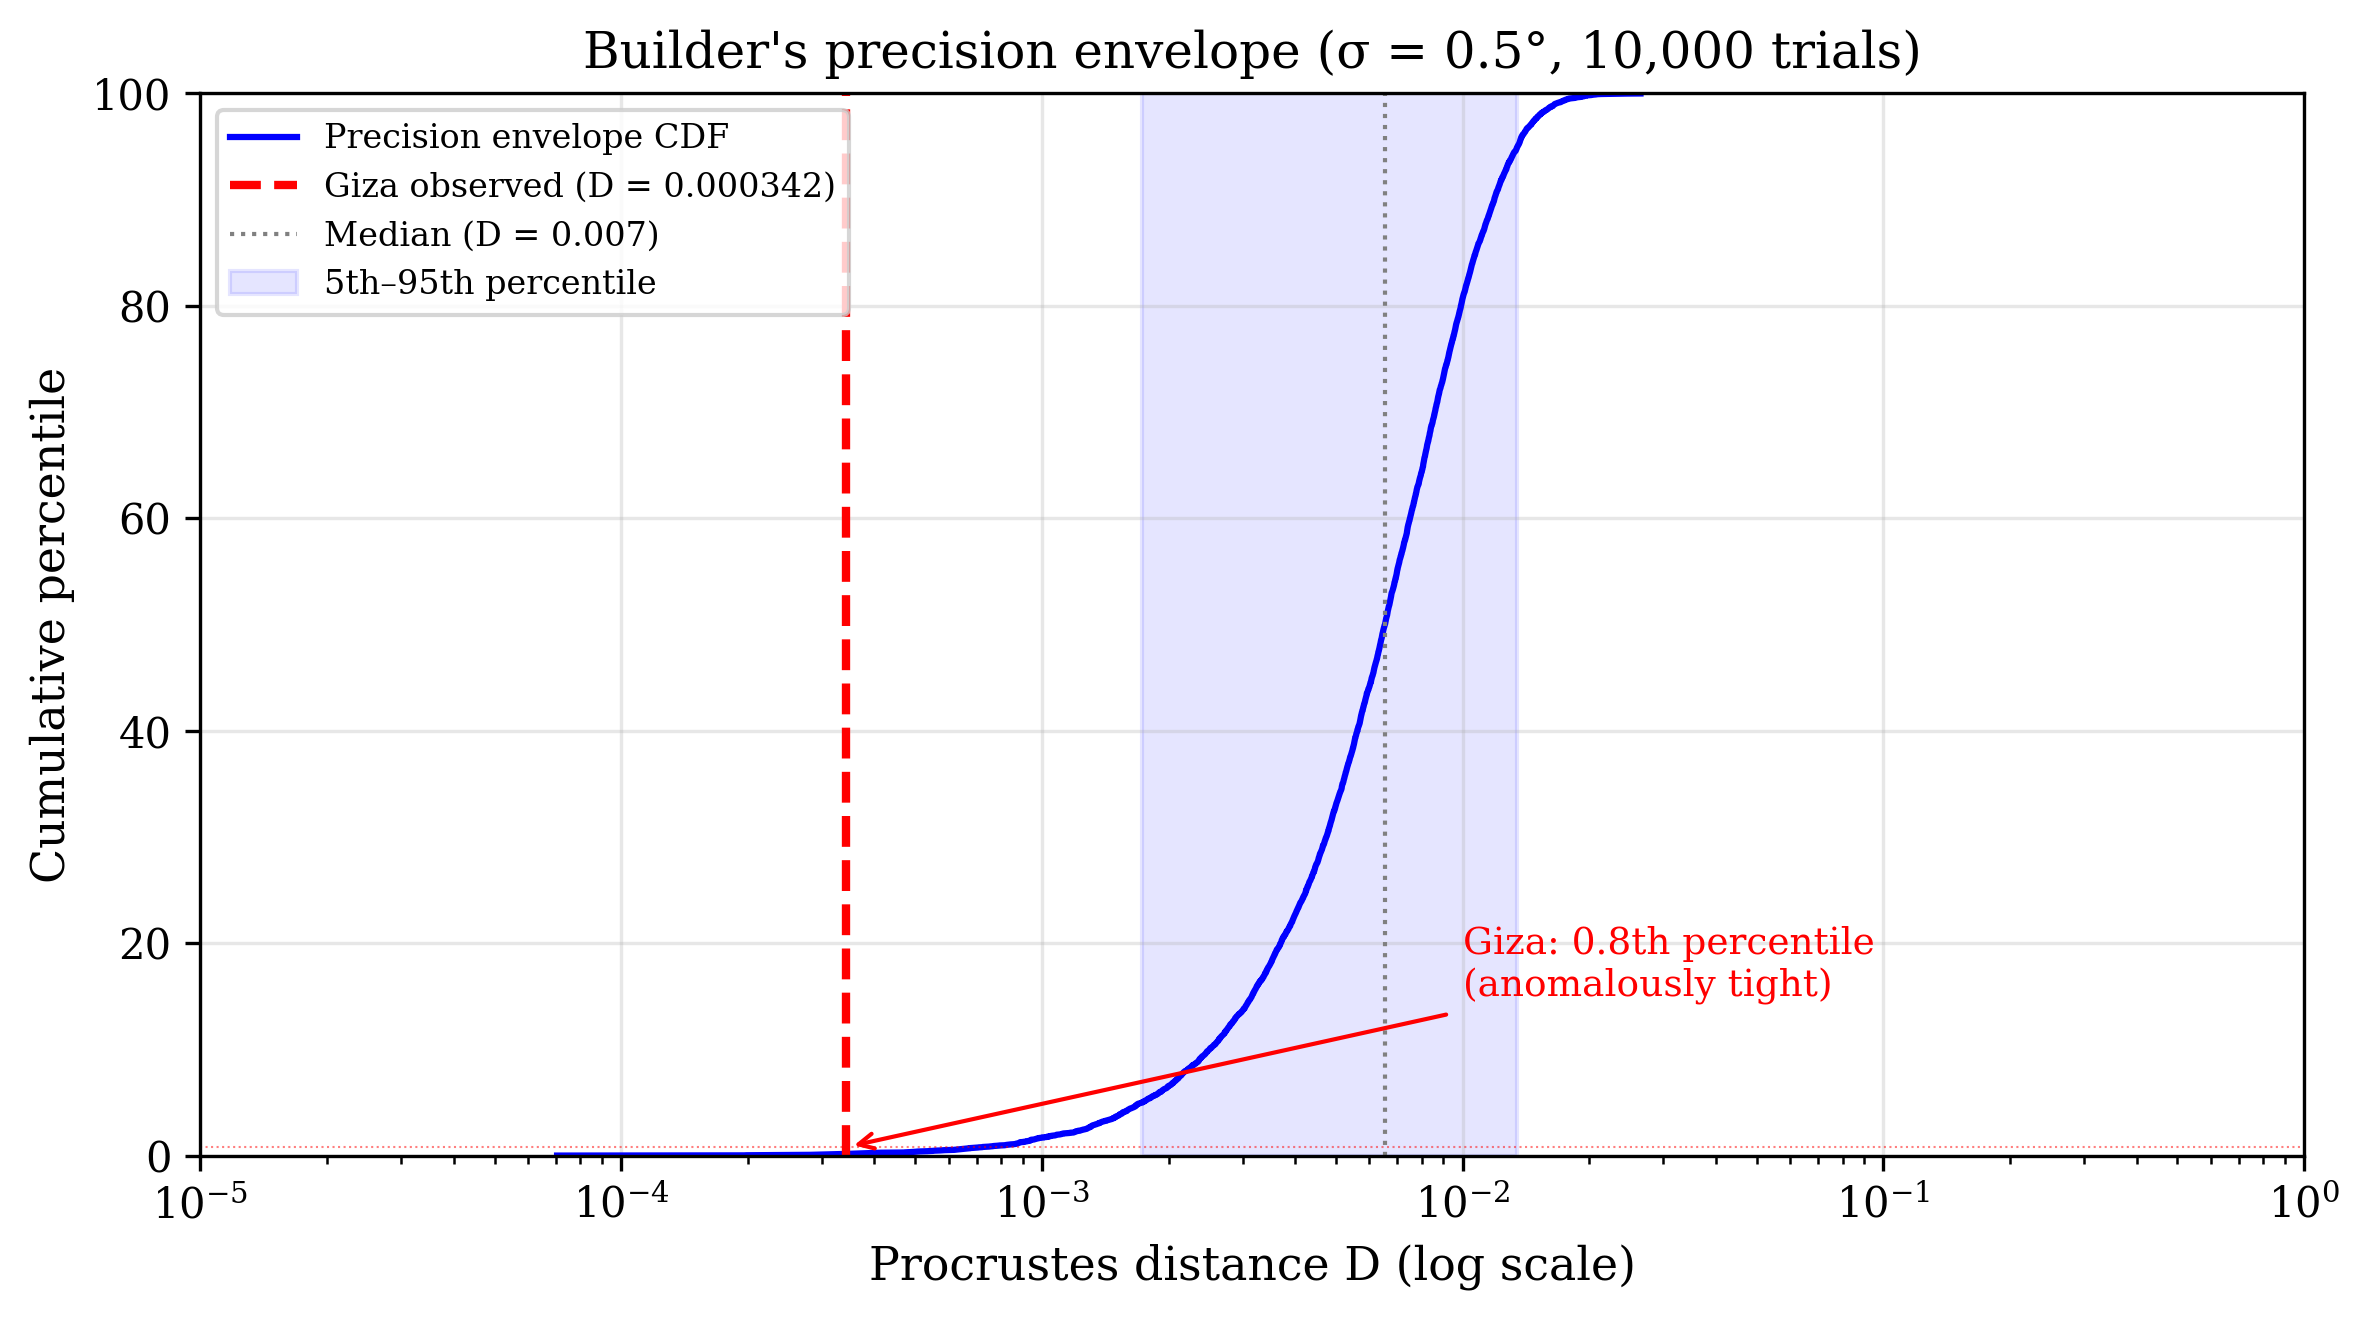 Builder's precision envelope (σ = 0.5°, 10,000 trials)
Precision envelope CDF
Giza observed (D = 0.000342)
Median (D = 0.007)
5th–95th percentile
Cumulative percentile
100
80
60
40
20
0
Giza: 0.8th percentile
(anomalously tight)
10⁻⁵ 10⁻⁴ 10⁻³ 10⁻² 10⁻¹ 10⁰
Procrustes distance D (log scale)